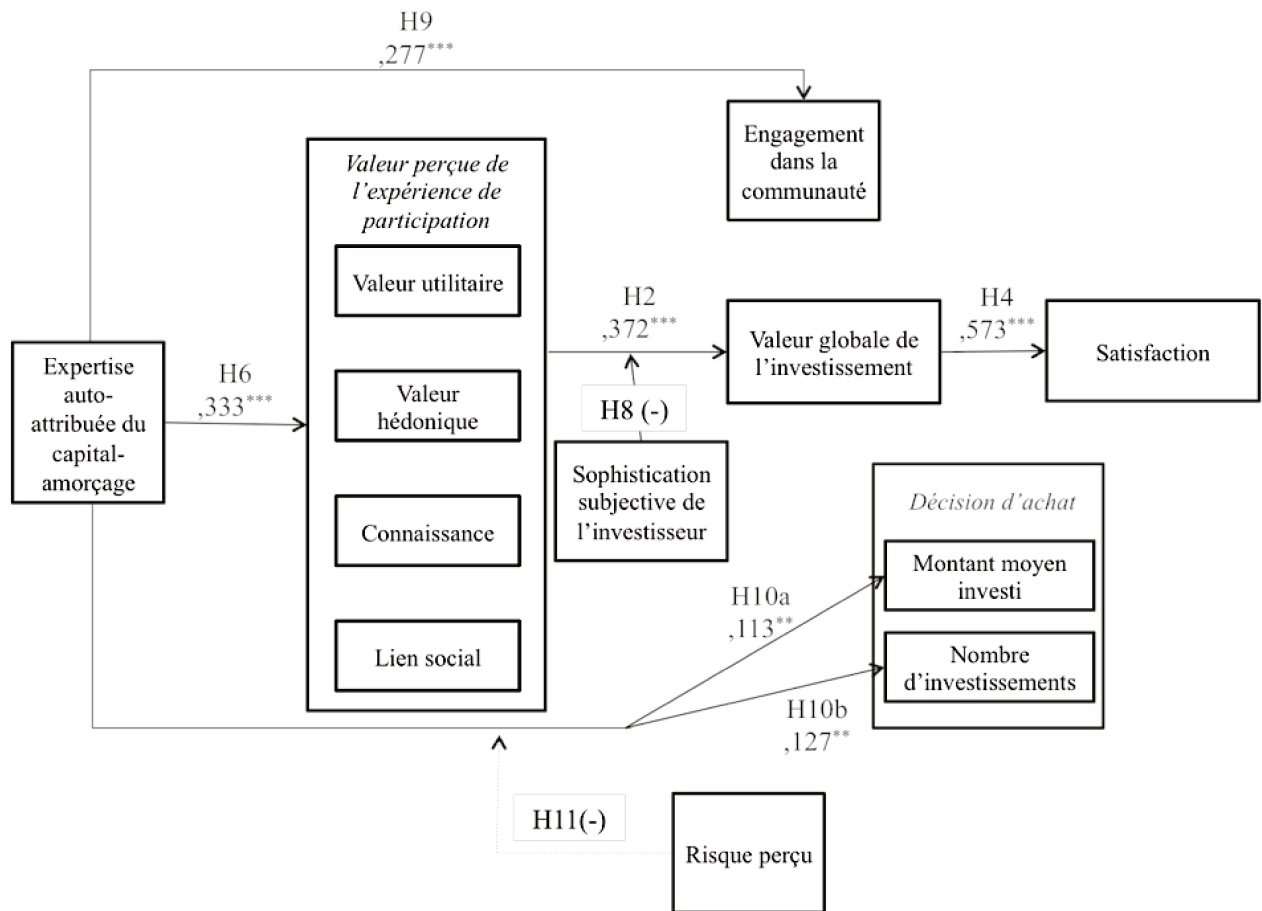 H9
,277***
Engagement
dans la
communauté
Valeur perçue de
l'expérience de
participation
Valeur utilitaire
Valeur
hédonique
Connaissance
Lien social
Expertise
auto-
attribuée du
capital-
amorçage
H6
,333***
H2
,372***
H8 (-)
Sophistication
subjective de
l'investisseur
Valeur globale de
l'investissement
H4
,573***
Satisfaction
Décision d'achat
Montant moyen
investi
Nombre
d'investissements
H10a
,113**
H10b
,127**
H11(-)
Risque perçu